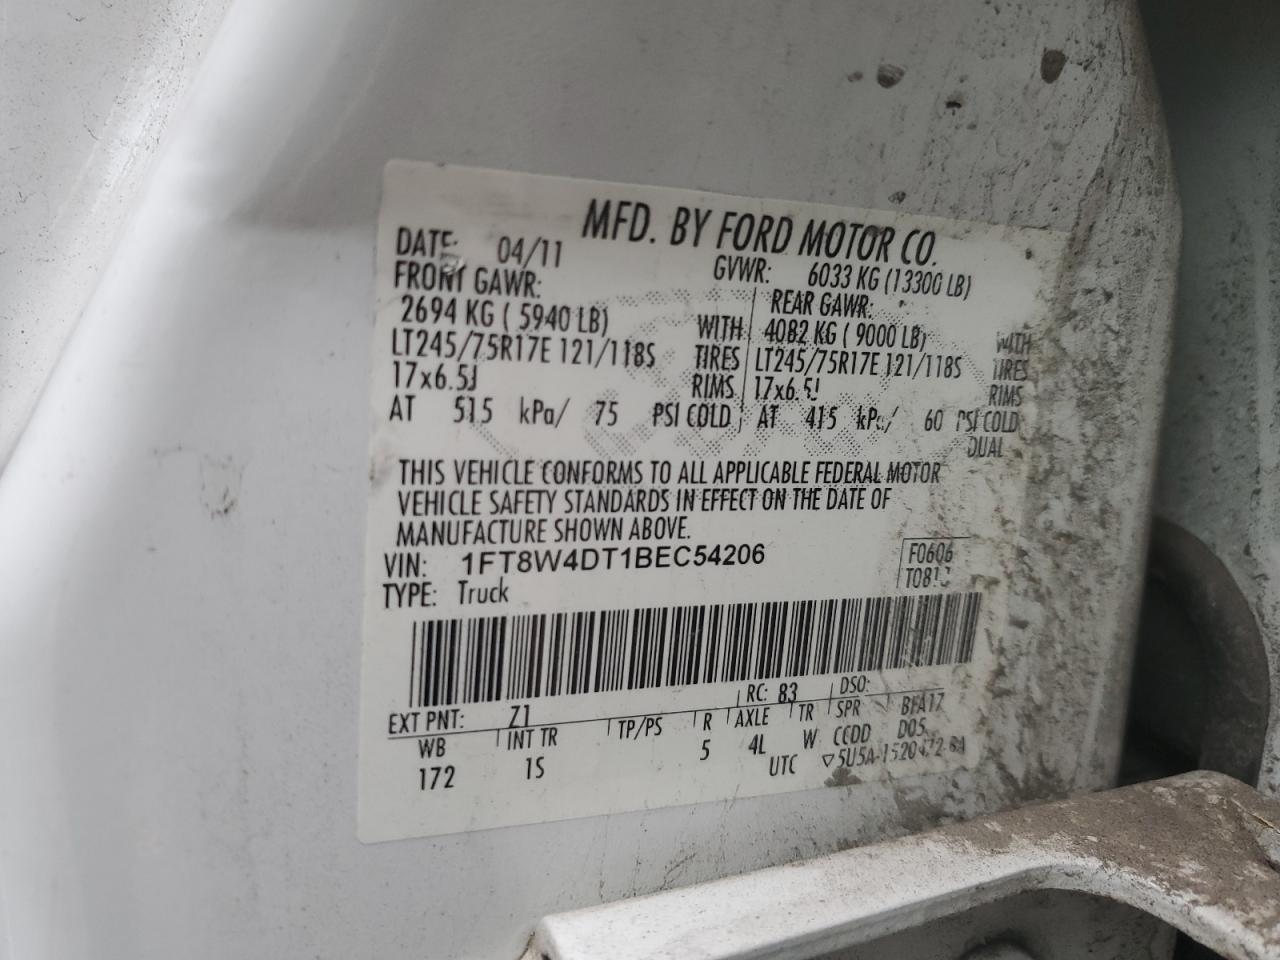 MFD. BY FORD MOTOR CO.
DATE: 04/11 GVWR: 6033 KG (13300 LB)
FRONT GAWR: REAR GAWR:
2694 KG ( 5940 LB) WITH 4082 KG ( 9000 LB) WITH
LT245/75R17E 121/118S TIRES LT245/75R17E 121/118S TIRES
17x6.5J RIMS 17x6.5J RIMS
AT 515 kPa/ 75 PSI COLD AT 415 kPa/ 60 PSI COLD
DUAL
THIS VEHICLE CONFORMS TO ALL APPLICABLE FEDERAL MOTOR
VEHICLE SAFETY STANDARDS IN EFFECT ON THE DATE OF
MANUFACTURE SHOWN ABOVE.
VIN: 1FT8W4DT1BEC54206 F0606
TYPE: Truck
RC: 83 DSO:
EXT PNT: Z1
WB INT TR TP/PS R AXLE TR SPR BFA17
172 1S 5 4L W CCDD D05
UTC